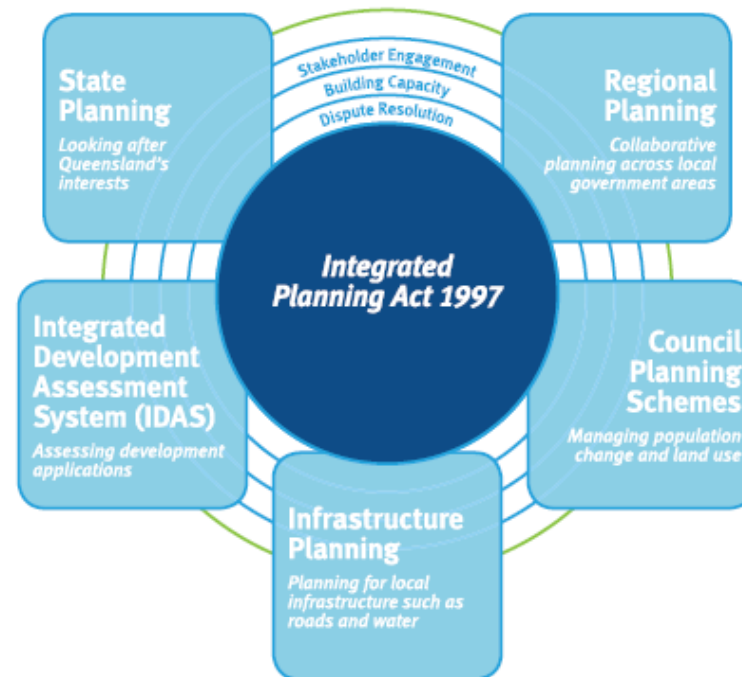 State
Planning
Looking after
Queensland's
interests
Stakeholder Engagement
Building Capacity
Dispute Resolution
Regional
Planning
Collaborative
planning across local
government areas
Integrated
Planning Act 1997
Integrated
Development
Assessment
System (IDAS)
Assessing development
applications
Council
Planning
Schemes
Managing population
change and land use
Infrastructure
Planning
Planning for local
infrastructure such as
roads and water